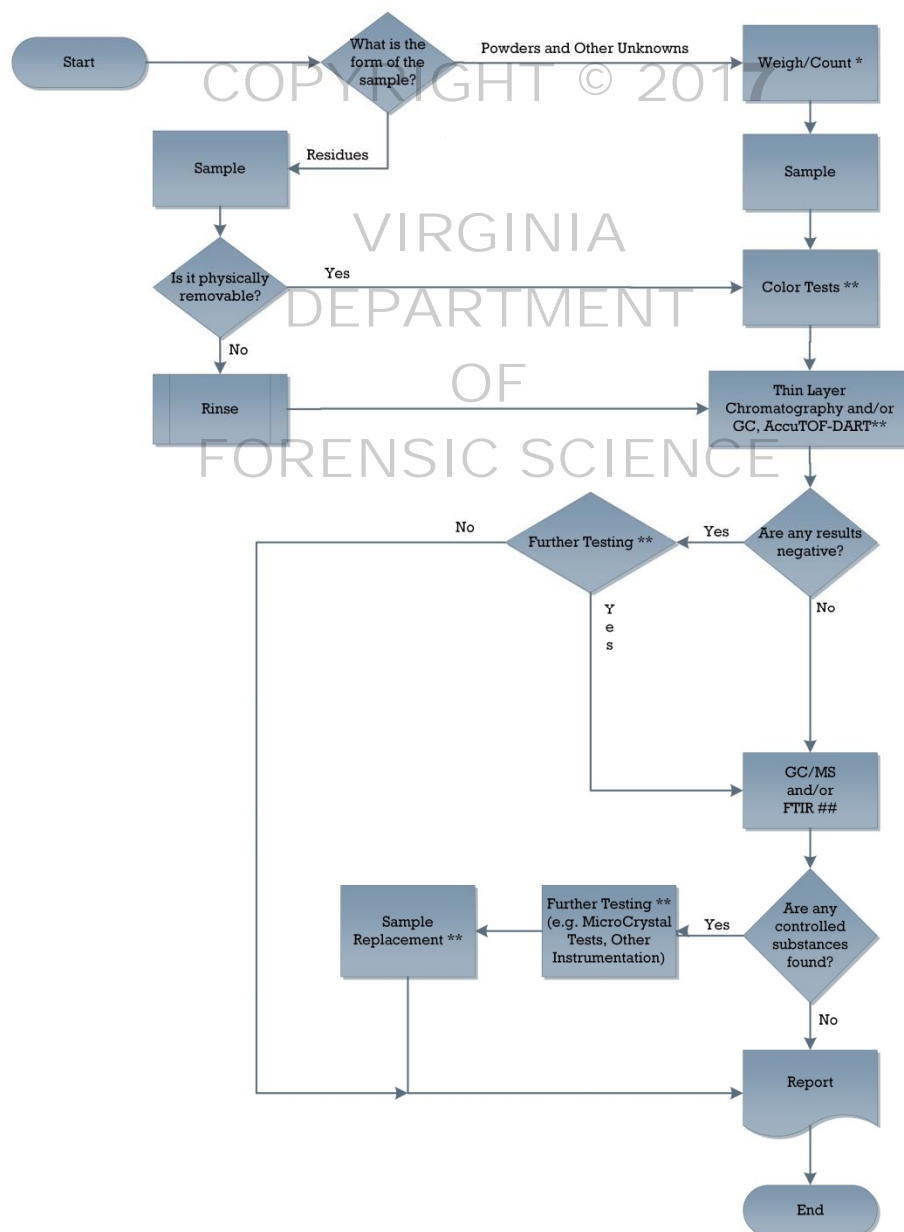 Start
What is the
form of the
sample?
Powders and Other Unknowns
Weigh/Count *
COPYRIGHT © 2017
Residues
Sample
Sample
VIRGINIA
Is it physically
removable?
Yes
Color Tests **
DEPARTMENT
No
OF
Rinse
Thin Layer
Chromatography and/or
GC, AccuTOF-DART**
FORENSIC SCIENCE
No
Further Testing **
Yes
Are any results
negative?
Y
e
s
No
GC/MS
and/or
FTIR ##
Sample
Replacement **
Further Testing **
(e.g. MicroCrystal
Tests, Other
Instrumentation)
Yes
Are any
controlled
substances
found?
No
Report
End